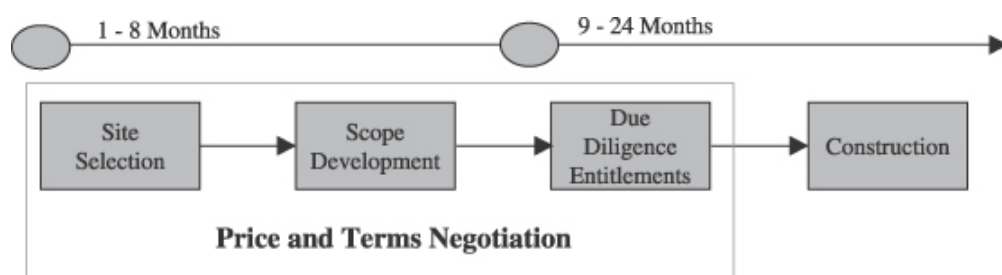 1 - 8 Months
9 - 24 Months
Site
Selection
Scope
Development
Due
Diligence
Entitlements
Construction
Price and Terms Negotiation